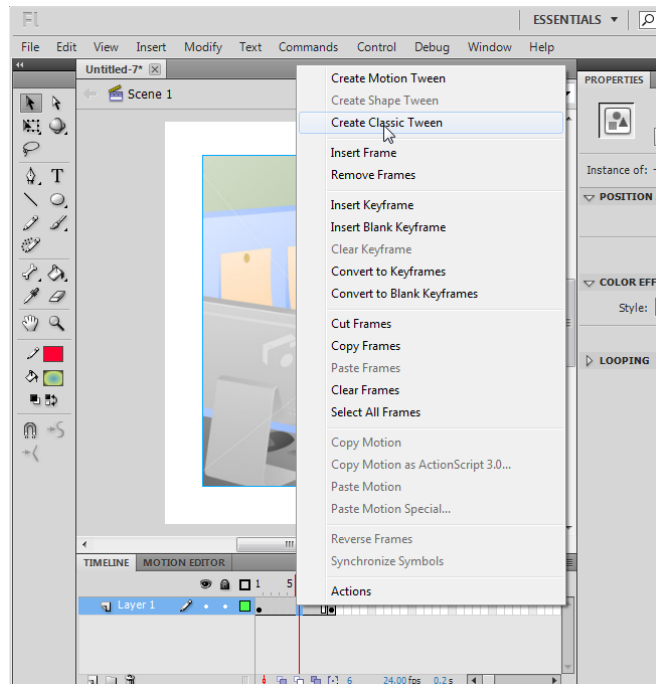 Fl
ESSENTIALS
File Edit View Insert Modify Text Commands Control Debug Window Help
Untitled-7*
PROPERTIES
Scene 1
Create Motion Tween
Create Shape Tween
Create Classic Tween
Insert Frame
Remove Frames
Insert Keyframe
Insert Blank Keyframe
Clear Keyframe
Convert to Keyframes
Convert to Blank Keyframes
Cut Frames
Copy Frames
Paste Frames
Clear Frames
Select All Frames
Copy Motion
Copy Motion as ActionScript 3.0...
Paste Motion
Paste Motion Special...
Reverse Frames
Synchronize Symbols
Actions
Instance of:
POSITION
COLOR EFF
Style:
LOOPING
T
TIMELINE MOTION EDITOR
1 5
Layer 1
6 24.00 fps 0.2 s